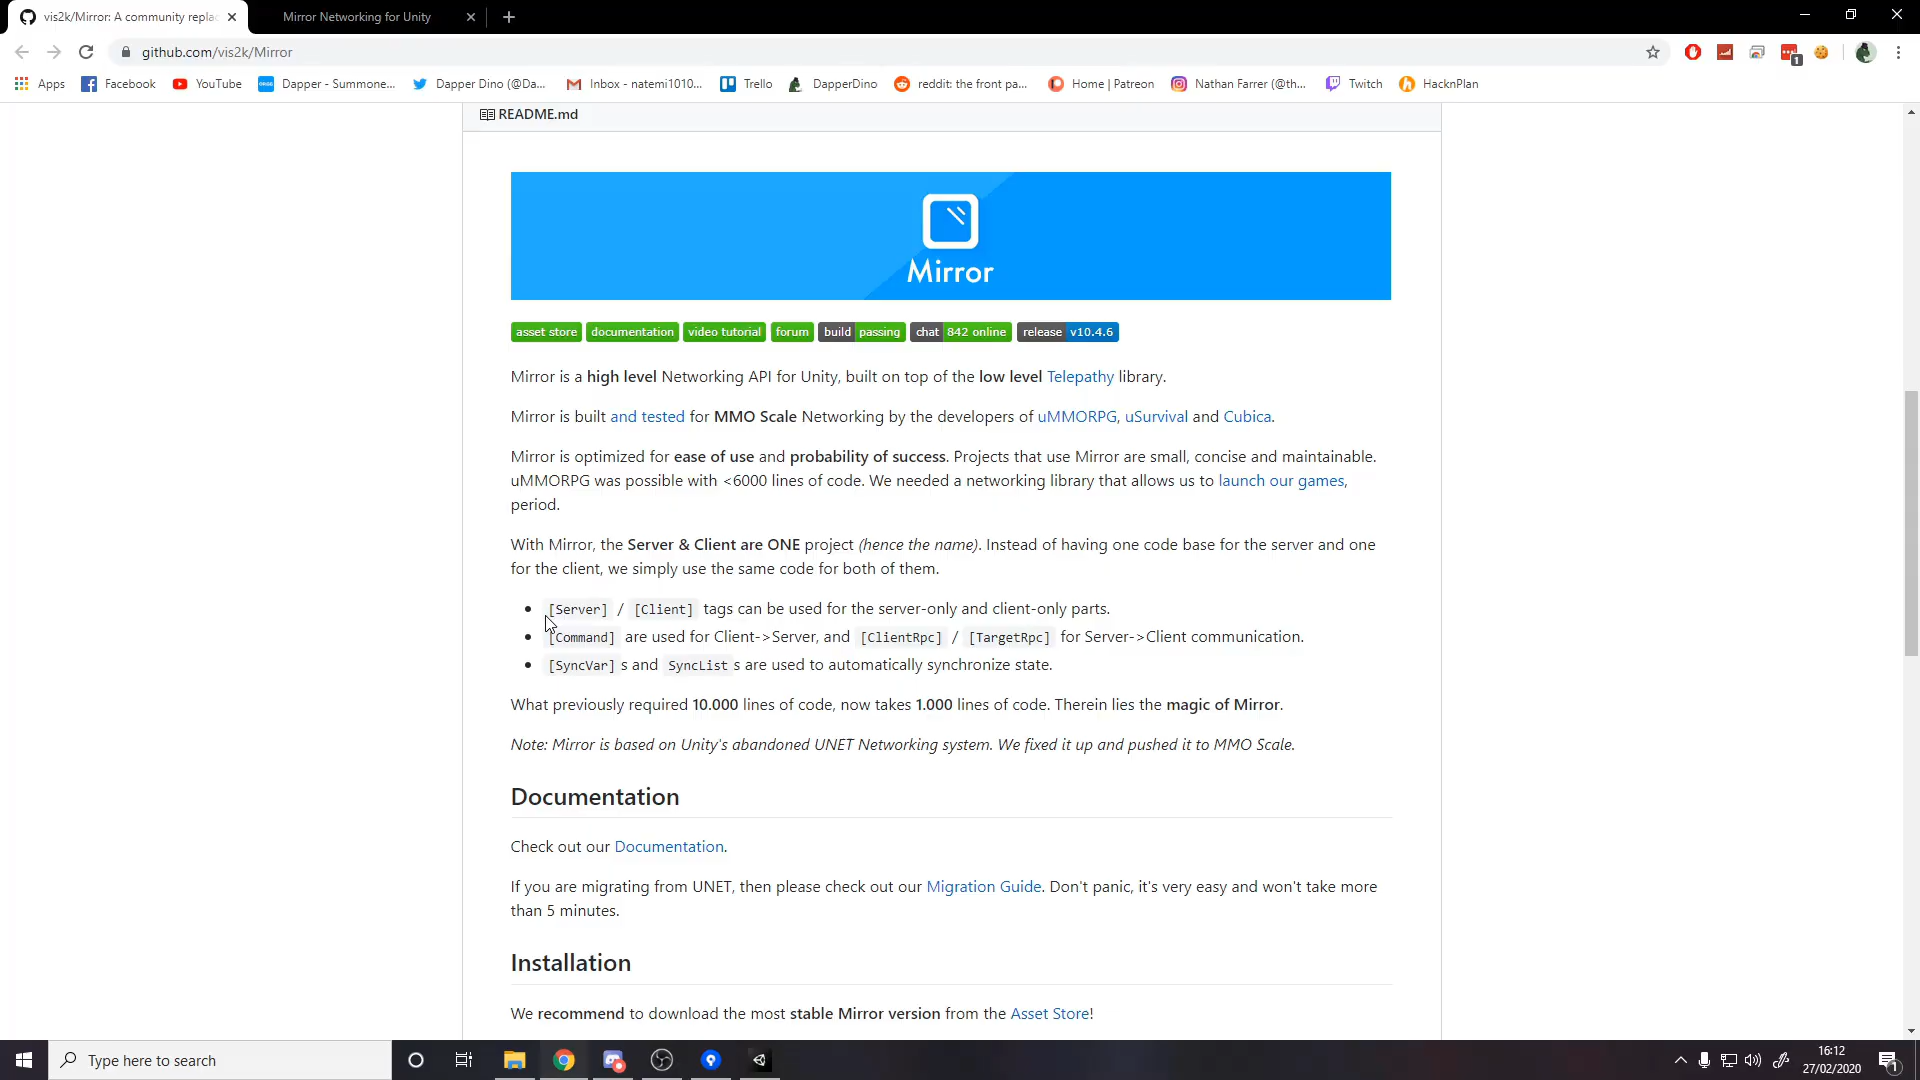 vis2k/Mirror: A community repla
Mirror Networking for Unity
github.com/vis2k/Mirror
1
Apps
Facebook
YouTube
Dapper - Summone...
Dapper Dino (@Da...
Inbox - natemi1010...
Trello
DapperDino
reddit: the front pa...
Home | Patreon
Nathan Farrer (@th...
Twitch
HacknPlan
README.md
Mirror
asset store documentation video tutorial forum build passing chat 842 online release v10.4.6
Mirror is a high level Networking API for Unity, built on top of the low level Telepathy library.
Mirror is built and tested for MMO Scale Networking by the developers of uMMORPG, uSurvival and Cubica.
Mirror is optimized for ease of use and probability of success. Projects that use Mirror are small, concise and maintainable.
uMMORPG was possible with <6000 lines of code. We needed a networking library that allows us to launch our games,
period.
With Mirror, the Server & Client are ONE project (hence the name). Instead of having one code base for the server and one
for the client, we simply use the same code for both of them.
• [Server] / [Client] tags can be used for the server-only and client-only parts.
• [Command] are used for Client->Server, and [ClientRpc] / [TargetRpc] for Server->Client communication.
• [SyncVar] s and SyncList s are used to automatically synchronize state.
What previously required 10.000 lines of code, now takes 1.000 lines of code. Therein lies the magic of Mirror.
Note: Mirror is based on Unity's abandoned UNET Networking system. We fixed it up and pushed it to MMO Scale.
Documentation
Check out our Documentation.
If you are migrating from UNET, then please check out our Migration Guide. Don't panic, it's very easy and won't take more
than 5 minutes.
Installation
We recommend to download the most stable Mirror version from the Asset Store!
Type here to search
16:12
27/02/2020
1